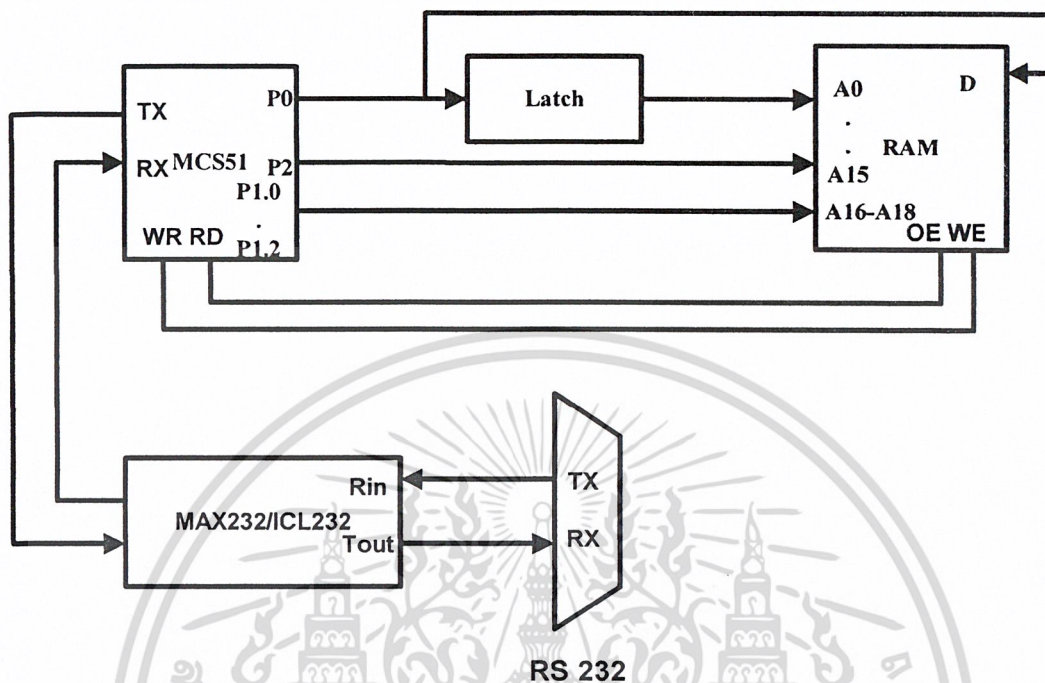 TX
RX
MCS51
P0
P2
P1.0
.
P1.2
WR RD
Latch
A0
.
.
A15
A16-A18
D
RAM
OE WE
MAX232/ICL232
Rin
Tout
TX
RX
RS 232